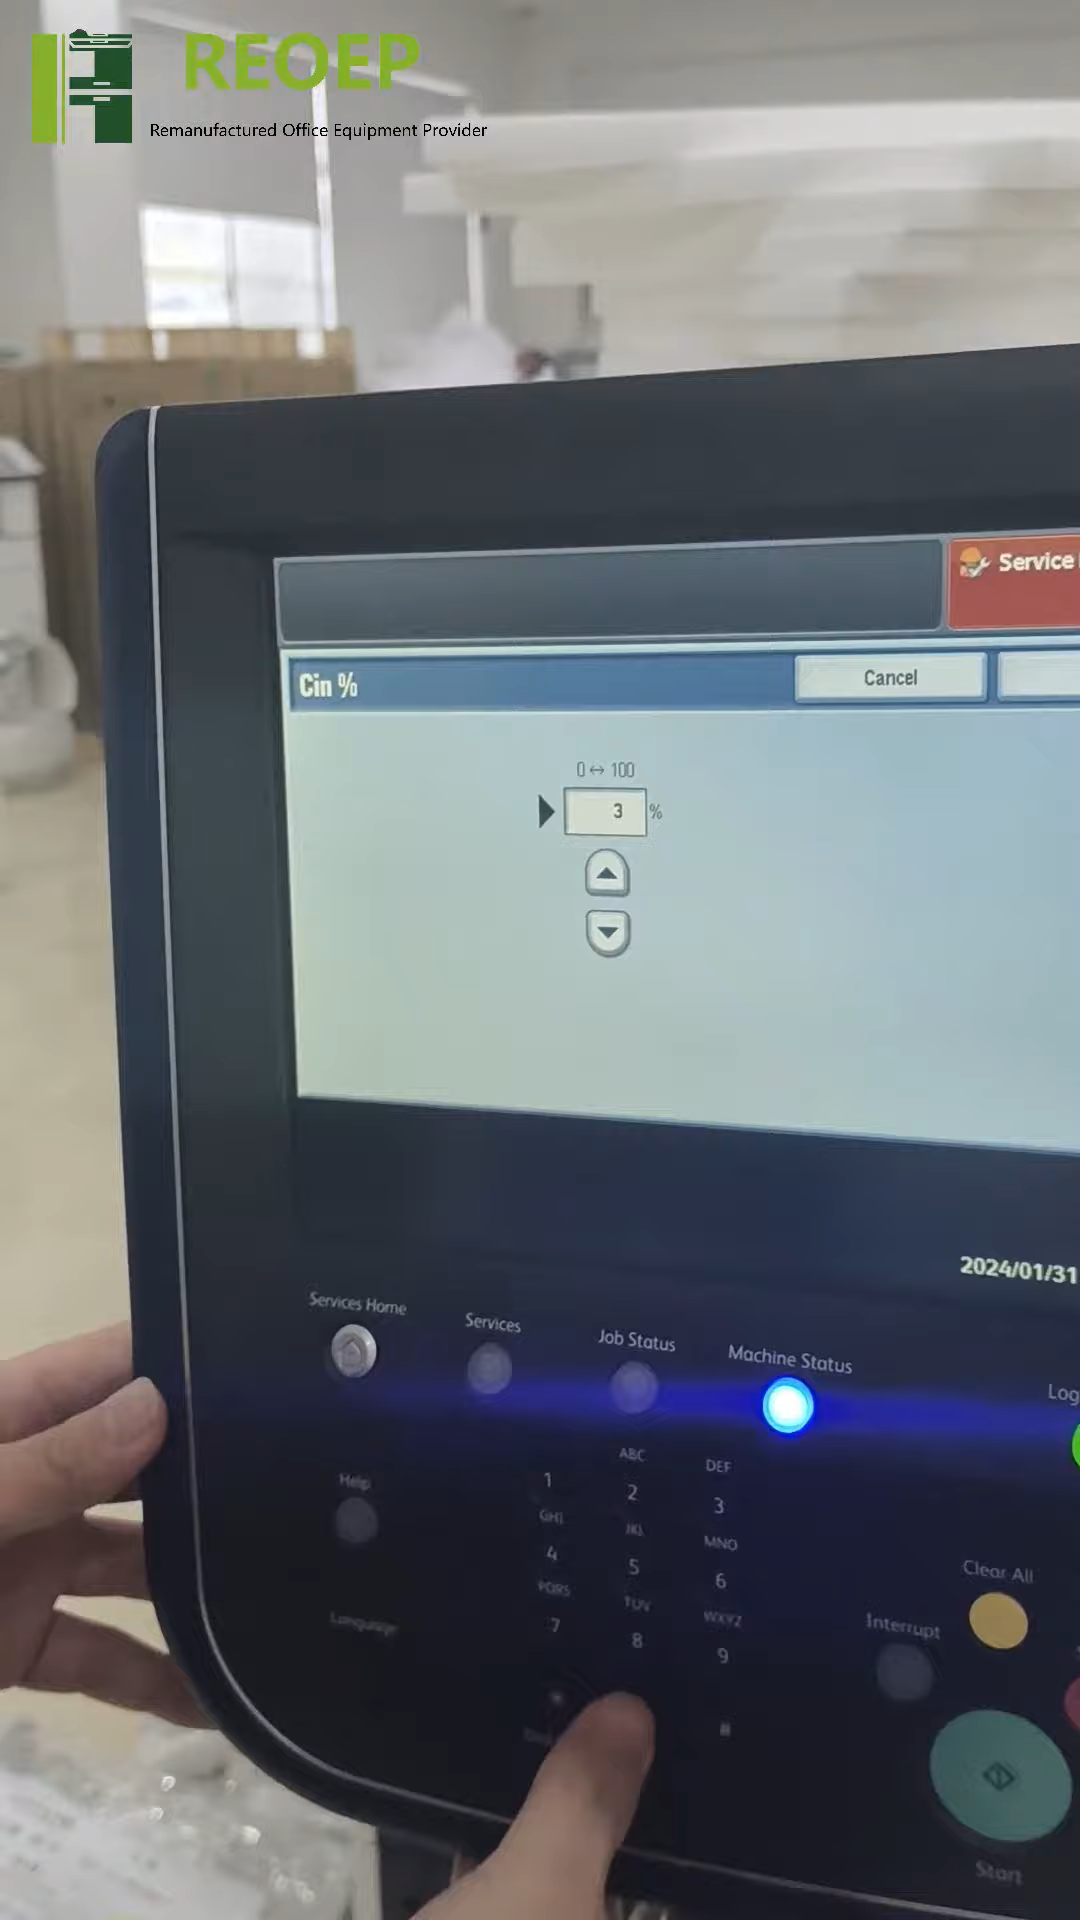 REOEP
Remanufactured Office Equipment Provider
Service
Cin %
Cancel
0↔100
3 %
2024/01/31
Services Home
Services
Job Status
Machine Status
Log
Help
Language
1
ABC
2
DEF
3
GHI
4
JKL
5
MNO
6
PQRS
7
TUV
8
WXYZ
9
#
Interrupt
Clear All
Start